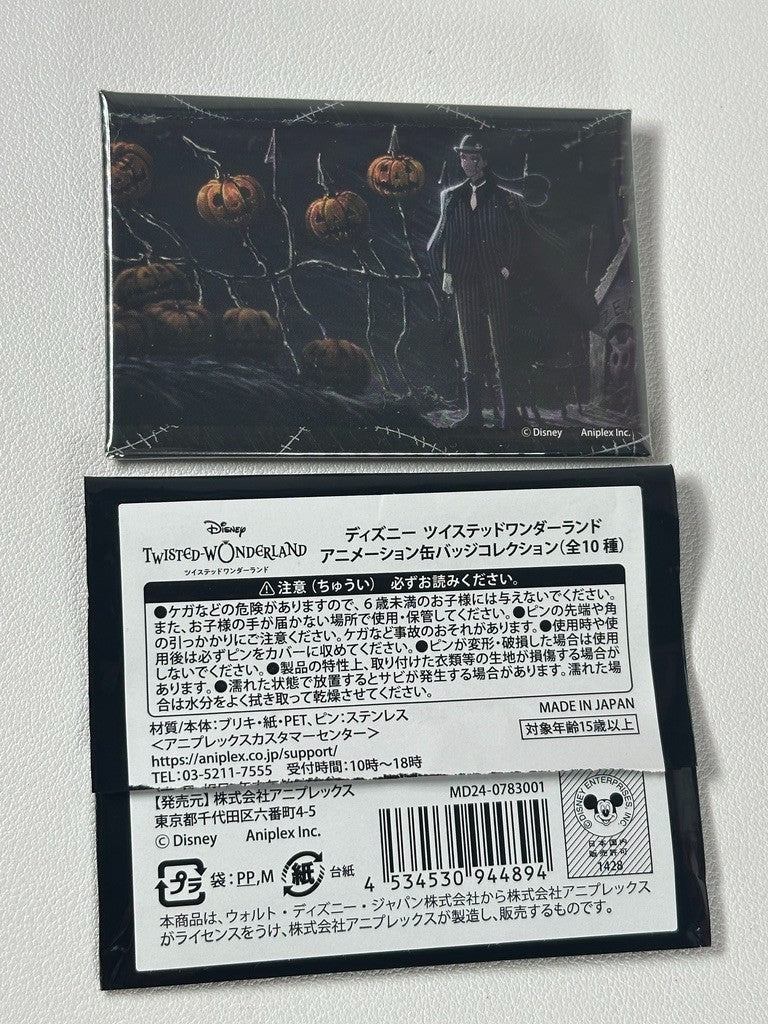 © Disney Aniplex Inc.
Disney
TWISTED-WONDERLAND
ツイステッドワンダーランド
ディズニー ツイステッドワンダーランド
アニメーション缶バッジコレクション(全10種)
⚠注意(ちゅうい) 必ずお読みください。
●ケガなどの危険がありますので、6歳未満のお子様には与えないでください。
また、お子様の手が届かない場所で使用・保管してください。●ピンの先端や角
の引っかかりにご注意ください。ケガなど事故のおそれがあります。●使用時や使
用後は必ずピンをカバーに収めてください。●ピンが変形・破損した場合は使用
しないでください。●製品の特性上、取り付けた衣類等の生地が損傷する場合が
あります。●濡れた状態で放置するとサビが発生する場合があります。濡れた場
合は水分をよく拭き取って乾燥させてください。
材質/本体:ブリキ・紙・PET、ピン:ステンレス
MADE IN JAPAN
<アニプレックスカスタマーセンター>
対象年齢15歳以上
https://aniplex.co.jp/support/
TEL:03-5211-7555 受付時間:10時〜18時
【発売元】株式会社アニプレックス
MD24-0783001
東京都千代田区六番町4-5
© Disney Aniplex Inc.
©DISNEY ENTERPRISES, INC.
日本国内
販売許可
1428
プラ 袋:PP,M 紙 台紙
4 534530 944894
本商品は、ウォルト・ディズニー・ジャパン株式会社から株式会社アニプレックス
がライセンスをうけ、株式会社アニプレックスが製造し、販売するものです。